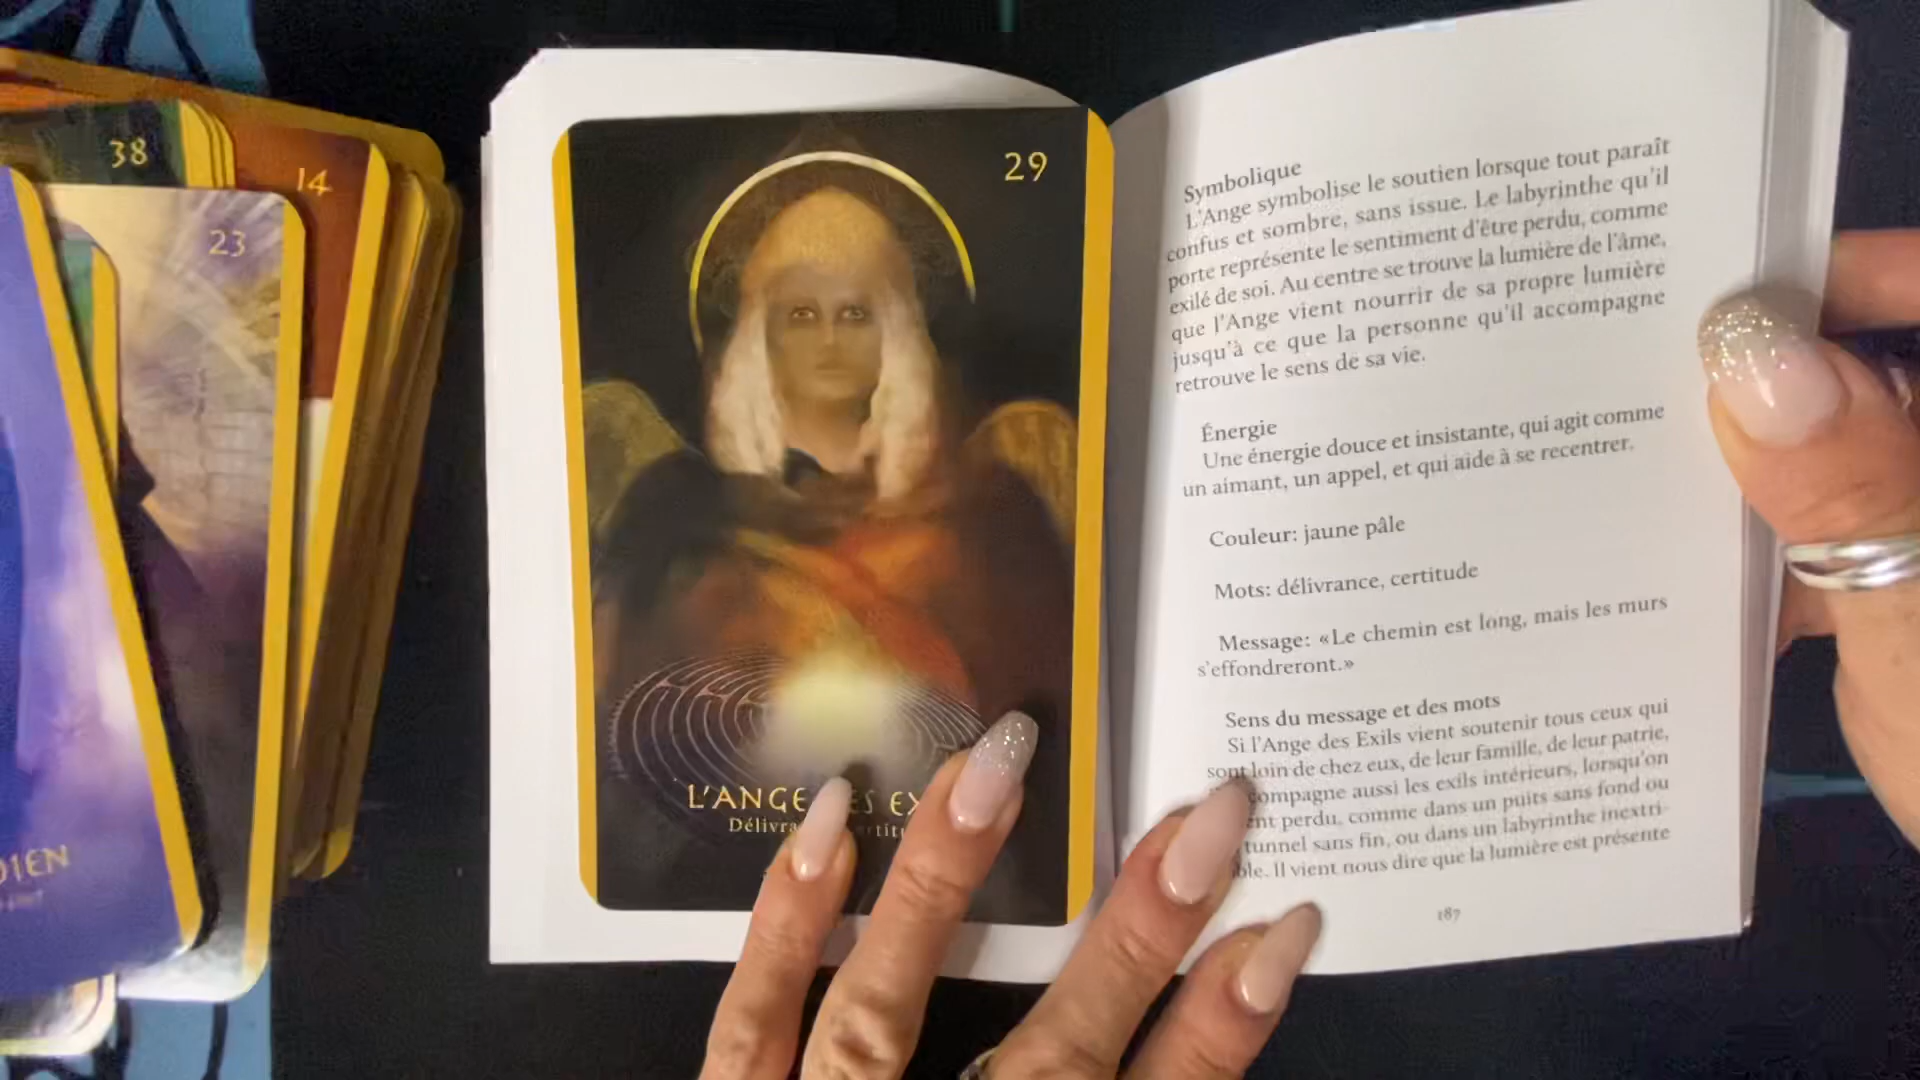 38
14
23
DIEN
29
L'ANGE ES EX
Délivra
Symbolique
L'Ange symbolise le soutien lorsque tout paraît
confus et sombre, sans issue. Le labyrinthe qu'il
porte représente le sentiment d'être perdu, comme
exilé de soi. Au centre se trouve la lumière de l'âme,
que l'Ange vient nourrir de sa propre lumière
jusqu'à ce que la personne qu'il accompagne
retrouve le sens de sa vie.
Énergie
Une énergie douce et insistante, qui agit comme
un aimant, un appel, et qui aide à se recentrer.
Couleur: jaune pâle
Mots: délivrance, certitude
Message: «Le chemin est long, mais les murs
s'effondreront.»
Sens du message et des mots
Si l'Ange des Exils vient soutenir tous ceux qui
sont loin de chez eux, de leur famille, de leur patrie,
compagne aussi les exils intérieurs, lorsqu'on
ent perdu, comme dans un puits sans fond ou
tunnel sans fin, ou dans un labyrinthe inextri-
ble. Il vient nous dire que la lumière est présente
187